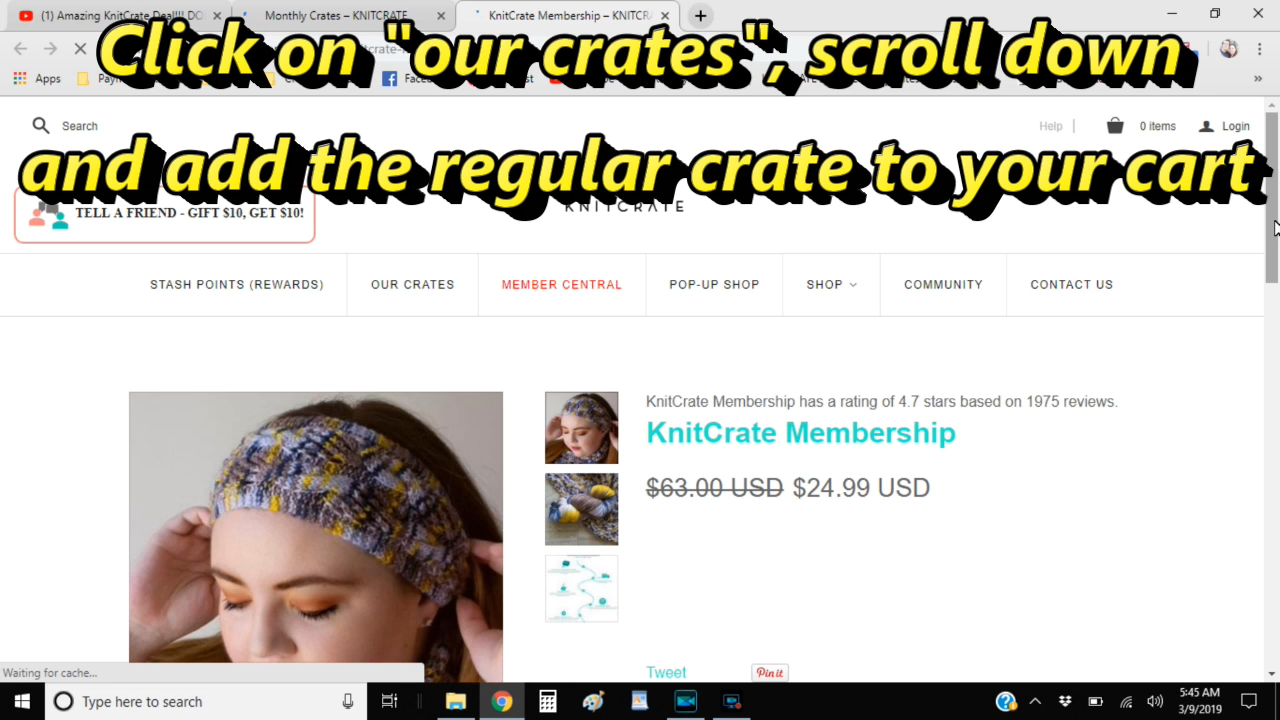 (1) Amazing KnitCrate Deal!!!! DO
Monthly Crates – KNITCRATE
KnitCrate Membership – KNITCR
Click on "our crates", scroll down
Apps
Search
Help
0 items
Login
and add the regular crate to your cart
TELL A FRIEND - GIFT $10, GET $10!
KNITCRATE
STASH POINTS (REWARDS)
OUR CRATES
MEMBER CENTRAL
POP-UP SHOP
SHOP
COMMUNITY
CONTACT US
KnitCrate Membership has a rating of 4.7 stars based on 1975 reviews.
KnitCrate Membership
$63.00 USD $24.99 USD
Tweet
Pin it
Waiting for cache...
Type here to search
5:45 AM
3/9/2019